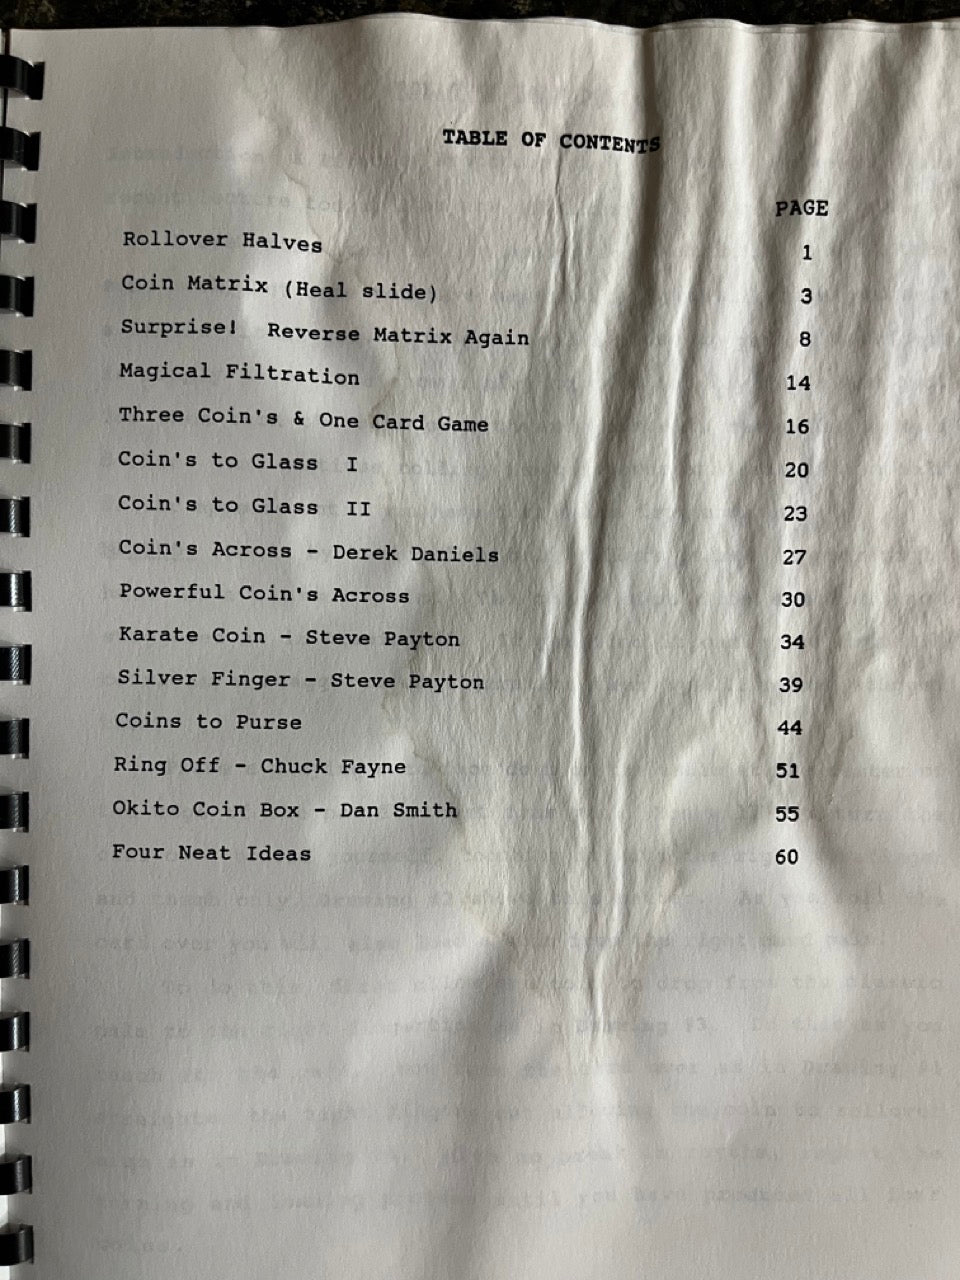 TABLE OF CONTENTS
PAGE
Rollover Halves 1
Coin Matrix (Heal slide) 3
Surprise! Reverse Matrix Again 8
Magical Filtration 14
Three Coin's & One Card Game 16
Coin's to Glass I 20
Coin's to Glass II 23
Coin's Across - Derek Daniels 27
Powerful Coin's Across 30
Karate Coin - Steve Payton 34
Silver Finger - Steve Payton 39
Coins to Purse 44
Ring Off - Chuck Fayne 51
Okito Coin Box - Dan Smith 55
Four Neat Ideas 60